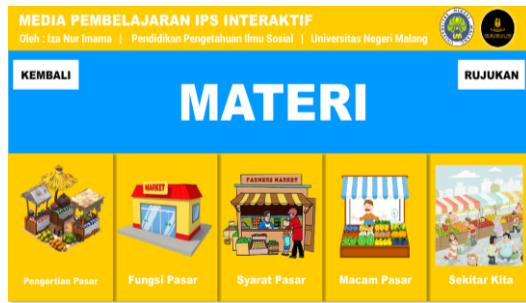 MEDIA PEMBELAJARAN IPS INTERAKTIF
Oleh : Iza Nur Imama | Pendidikan Pengetahuan Ilmu Sosial | Universitas Negeri Malang
KEMBALI
RUJUKAN
MATERI
MARKET
FARMERS MARKET
Pengertian Pasar
Fungsi Pasar
Syarat Pasar
Macam Pasar
Sekitar Kita